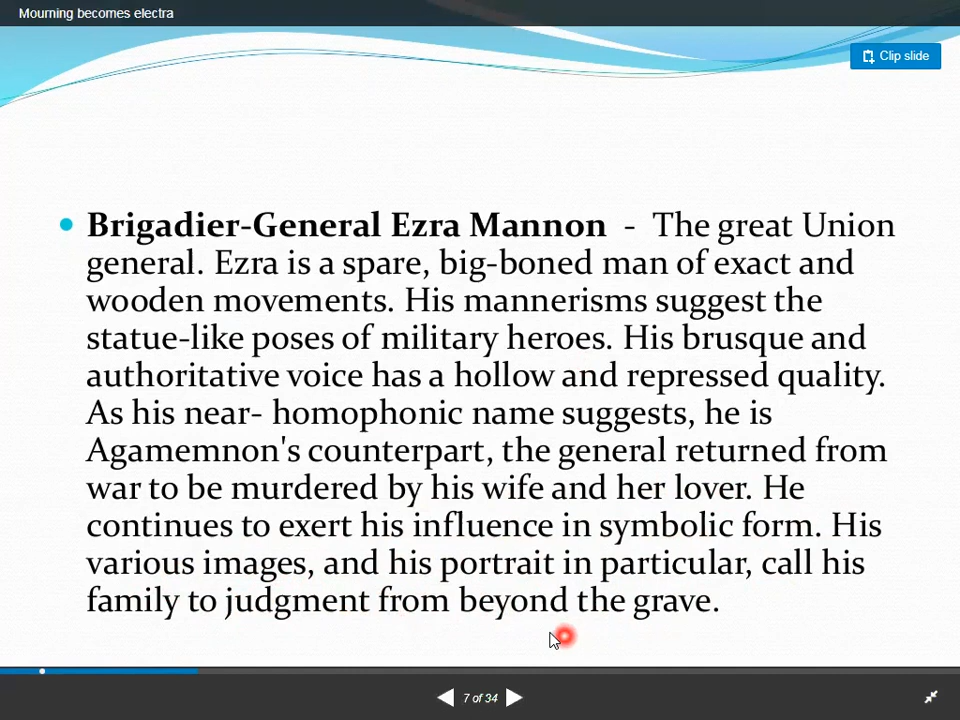 Mourning becomes electra
Clip slide
Brigadier-General Ezra Mannon - The great Union
general. Ezra is a spare, big-boned man of exact and
wooden movements. His mannerisms suggest the
statue-like poses of military heroes. His brusque and
authoritative voice has a hollow and repressed quality.
As his near- homophonic name suggests, he is
Agamemnon's counterpart, the general returned from
war to be murdered by his wife and her lover. He
continues to exert his influence in symbolic form. His
various images, and his portrait in particular, call his
family to judgment from beyond the grave.
7 of 34